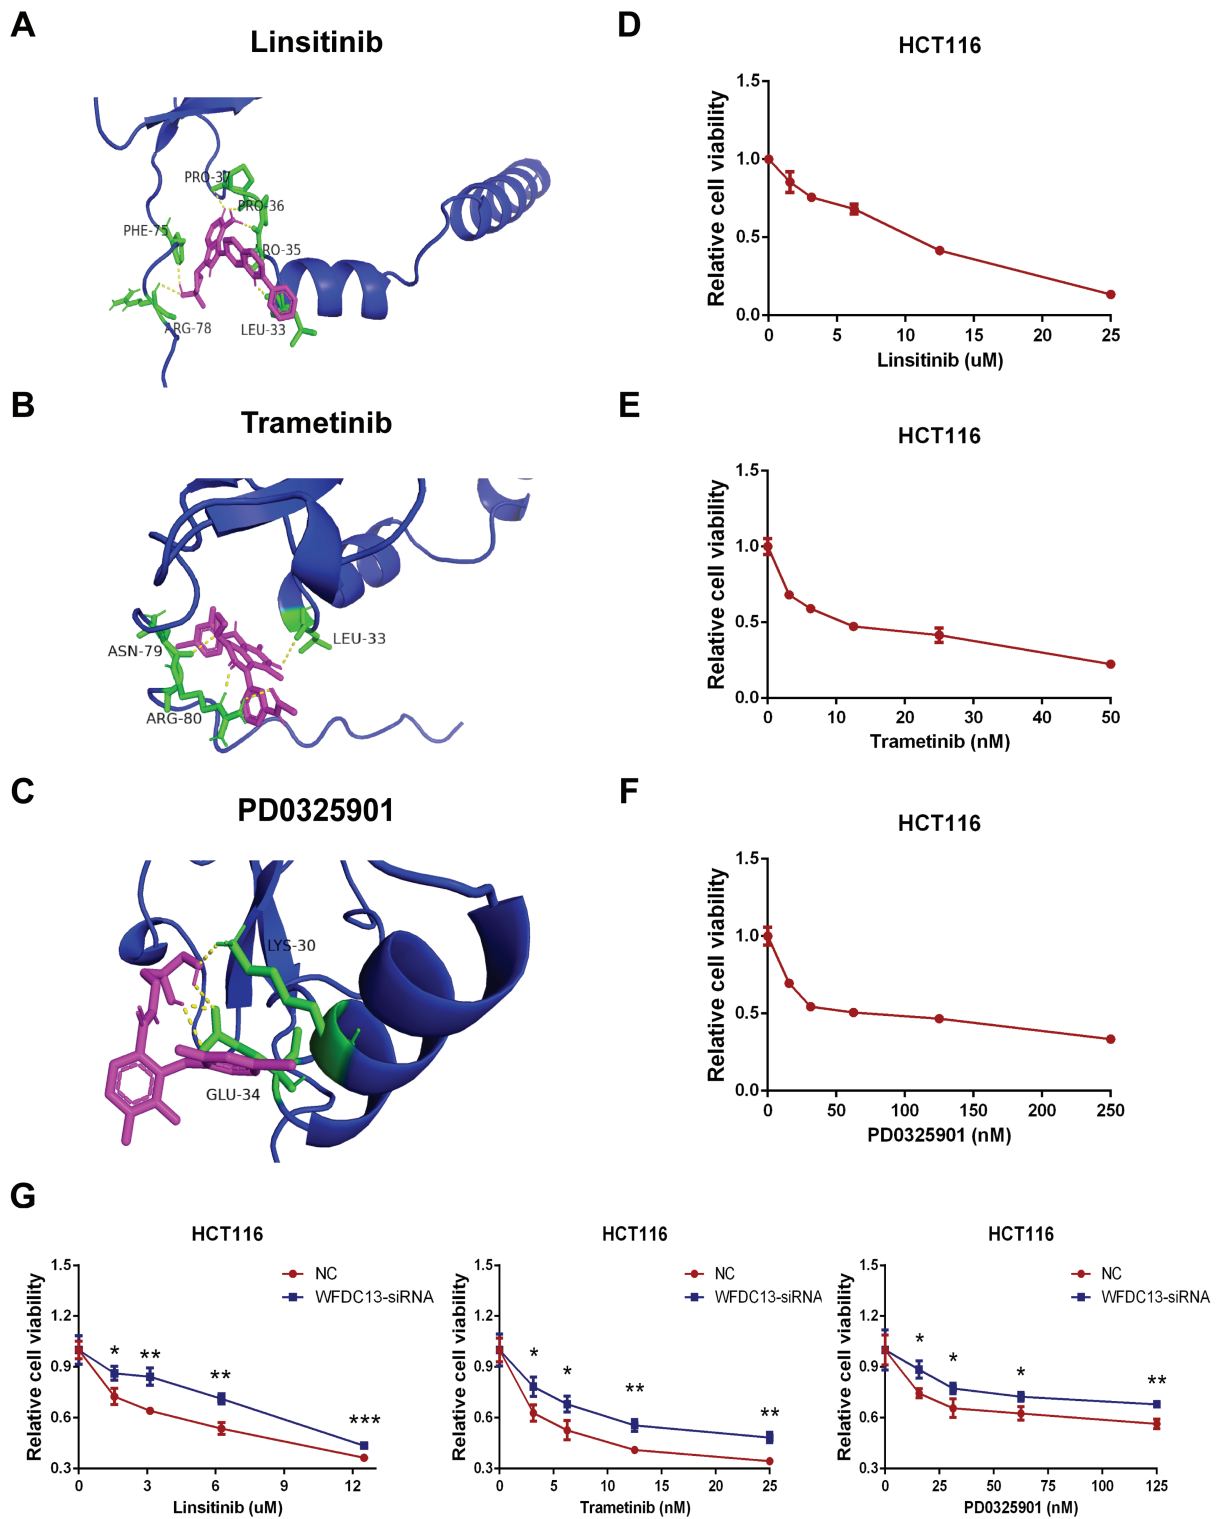 A
Linsitinib
PRO-37
PRO-36
PHE-75
RO-35
ARG-78
LEU-33
D
HCT116
Relative cell viability
1.5
1.0
0.5
0.0
0 5 10 15 20 25
Linsitinib (uM)
B
Trametinib
LEU-33
ASN-79
ARG-80
E
HCT116
Relative cell viability
1.5
1.0
0.5
0.0
0 10 20 30 40 50
Trametinib (nM)
C
PD0325901
LYS-30
GLU-34
F
HCT116
Relative cell viability
1.5
1.0
0.5
0.0
0 50 100 150 200 250
PD0325901 (nM)
G
HCT116
NC
WFDC13-siRNA
Relative cell viability
1.5
1.2
0.9
0.6
0.3
* ** ** ***
0 3 6 9 12
Linsitinib (uM)
HCT116
NC
WFDC13-siRNA
Relative cell viability
1.5
1.2
0.9
0.6
0.3
* * ** **
0 5 10 15 20 25
Trametinib (nM)
HCT116
NC
WFDC13-siRNA
Relative cell viability
1.5
1.2
0.9
0.6
0.3
* * * **
0 25 50 75 100 125
PD0325901 (nM)